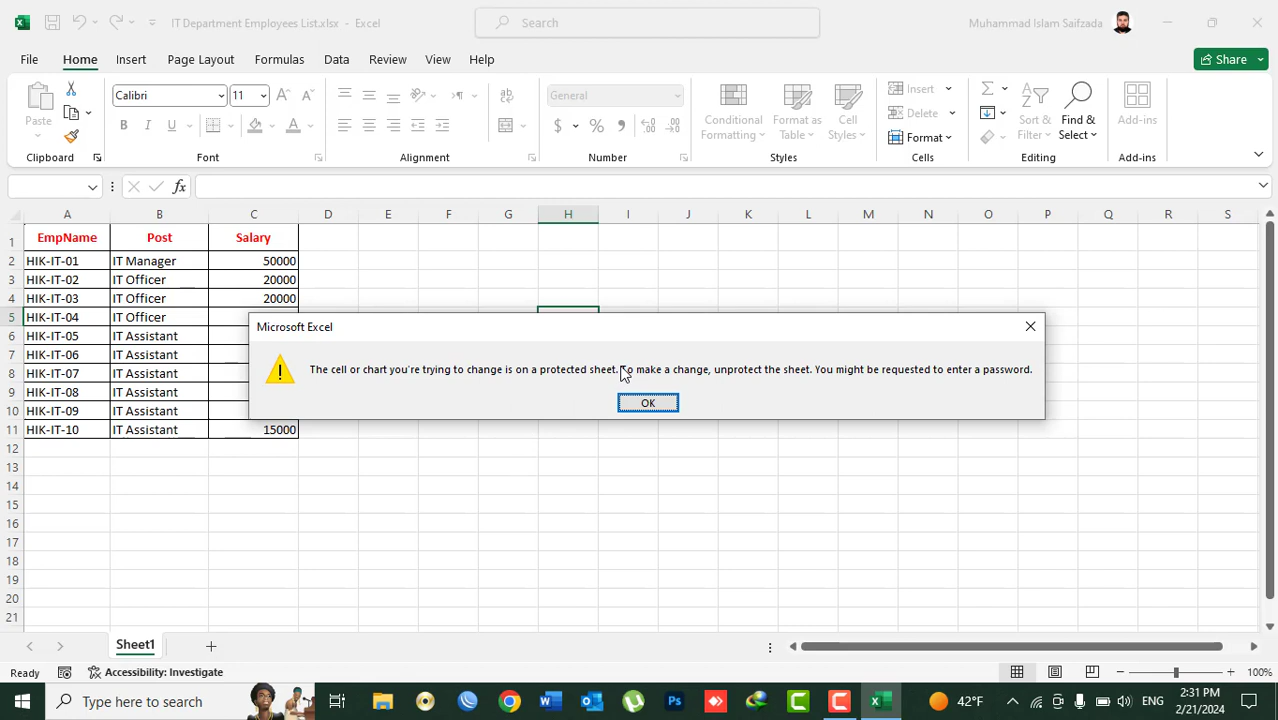 IT Department Employees List.xlsx - Excel
Search
Muhammad Islam Saifzada
File Home Insert Page Layout Formulas Data Review View Help Share
Paste
Calibri 11
General
Conditional Formatting
Format as Table
Cell Styles
Insert
Delete
Format
Sort & Filter
Find & Select
Add-ins
Clipboard Font Alignment Number Styles Cells Editing Add-ins
fx
A B C D E F G H I J K L M N O P Q R S
1 EmpName Post Salary
2 HIK-IT-01 IT Manager 50000
3 HIK-IT-02 IT Officer 20000
4 HIK-IT-03 IT Officer 20000
5 HIK-IT-04 IT Officer
6 HIK-IT-05 IT Assistant
7 HIK-IT-06 IT Assistant
8 HIK-IT-07 IT Assistant
9 HIK-IT-08 IT Assistant
10 HIK-IT-09 IT Assistant
11 HIK-IT-10 IT Assistant 15000
12
13
14
15
16
17
18
19
20
21
Microsoft Excel
The cell or chart you're trying to change is on a protected sheet. To make a change, unprotect the sheet. You might be requested to enter a password.
OK
Sheet1
Ready Accessibility: Investigate 100%
Type here to search
42°F ENG 2:31 PM
2/21/2024